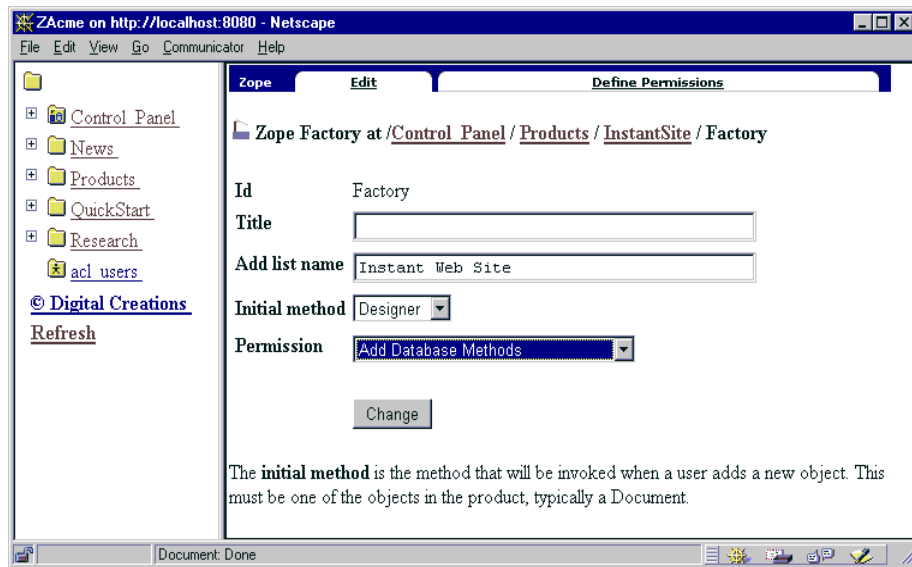 ZAcme on http://localhost:8080 - Netscape
File Edit View Go Communicator Help
Control_Panel
News
Products
QuickStart
Research
acl_users
© Digital Creations
Refresh
Zope Edit Define Permissions
Zope Factory at /Control_Panel / Products / InstantSite / Factory
Id Factory
Title
Add list name Instant Web Site
Initial method Designer
Permission Add Database Methods
Change
The initial method is the method that will be invoked when a user adds a new object. This
must be one of the objects in the product, typically a Document.
Document: Done